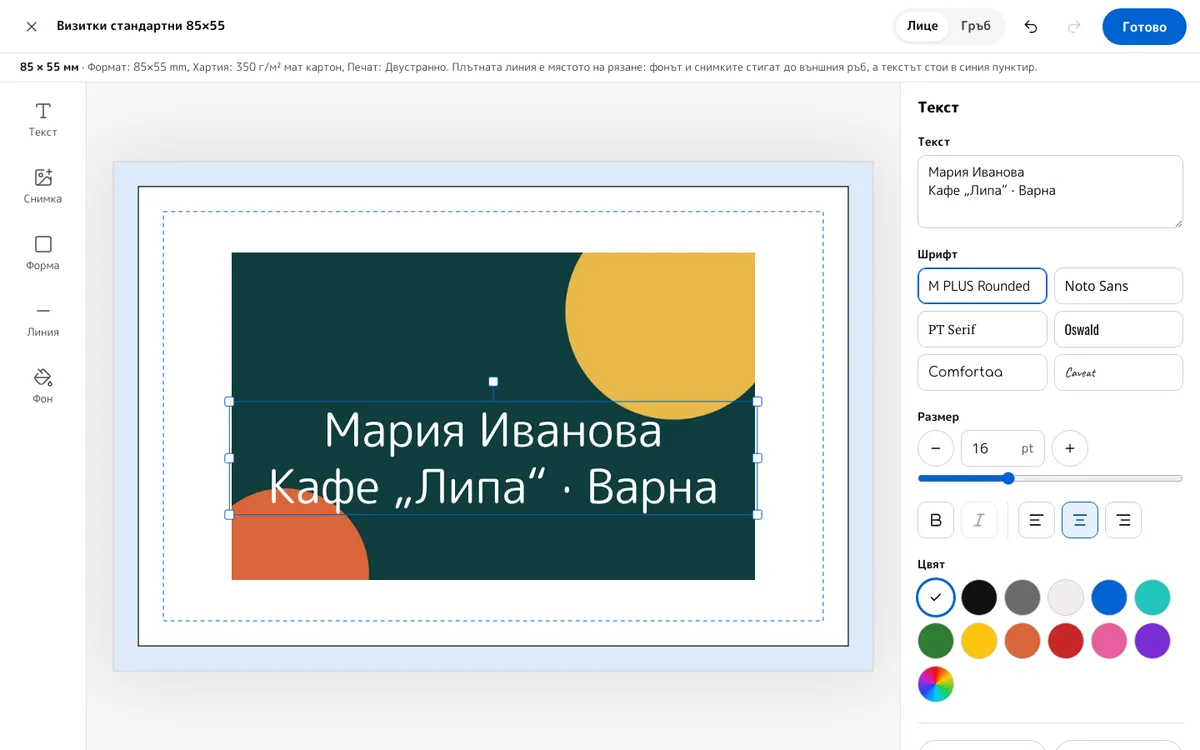 Визитки стандартни 85×55
Лице
Гръб
Готово
85 × 55 мм · Формат: 85×55 mm, Хартия: 350 г/м² мат картон, Печат: Двустранно. Плътната линия е мястото на рязане: фонът и снимките стигат до външния ръб, а текстът стои в синия пунктир.
Текст
Снимка
Форма
Линия
Фон
Мария Иванова
Кафе „Липа“ · Варна
Текст
Текст
Мария Иванова
Кафе „Липа“ · Варна
Шрифт
M PLUS Rounded
Noto Sans
PT Serif
Oswald
Comfortaa
Caveat
Размер
16 pt
B
I
Цвят